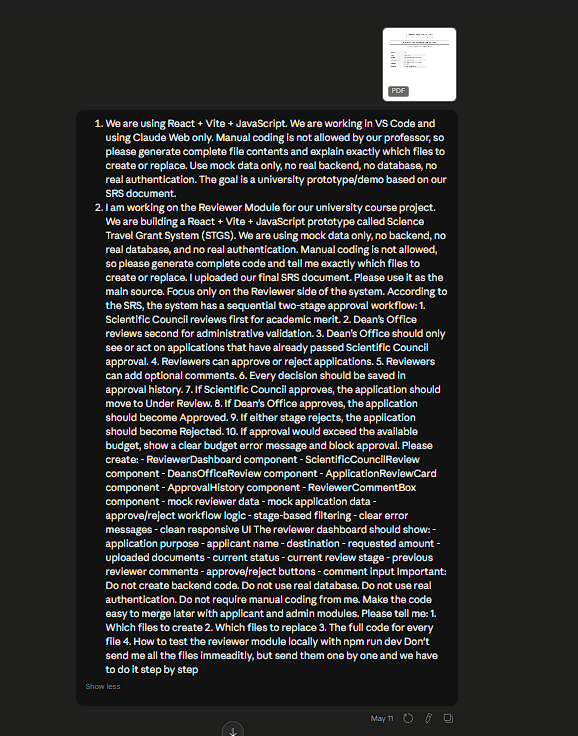 PDF
1. We are using React + Vite + JavaScript. We are working in VS Code and
using Claude Web only. Manual coding is not allowed by our professor, so
please generate complete file contents and explain exactly which files to
create or replace. Use mock data only, no real backend, no database, no
real authentication. The goal is a university prototype/demo based on our
SRS document.
2. I am working on the Reviewer Module for our university course project.
We are building a React + Vite + JavaScript prototype called Science
Travel Grant System (STGS). We are using mock data only, no backend, no
real database, and no real authentication. Manual coding is not allowed,
so please generate complete code and tell me exactly which files to
create or replace. I uploaded our final SRS document. Please use it as the
main source. Focus only on the Reviewer side of the system. According to
the SRS, the system has a sequential two-stage approval workflow: 1.
Scientific Council reviews first for academic merit. 2. Dean's Office
reviews second for administrative validation. 3. Dean's Office should only
see or act on applications that have already passed Scientific Council
approval. 4. Reviewers can approve or reject applications. 5. Reviewers
can add optional comments. 6. Every decision should be saved in
approval history. 7. If Scientific Council approves, the application should
move to Under Review. 8. If Dean's Office approves, the application
should become Approved. 9. If either stage rejects, the application
should become Rejected. 10. If approval would exceed the available
budget, show a clear budget error message and block approval. Please
create: - ReviewerDashboard component - ScientificCouncilReview
component - DeansOfficeReview component - ApplicationReviewCard
component - ApprovalHistory component - ReviewerCommentBox
component - mock reviewer data - mock application data -
approve/reject workflow logic - stage-based filtering - clear error
messages - clean responsive UI The reviewer dashboard should show: -
application purpose - applicant name - destination - requested amount -
uploaded documents - current status - current review stage - previous
reviewer comments - approve/reject buttons - comment input Important:
Do not create backend code. Do not use real database. Do not use real
authentication. Do not require manual coding from me. Make the code
easy to merge later with applicant and admin modules. Please tell me: 1.
Which files to create 2. Which files to replace 3. The full code for every
file 4. How to test the reviewer module locally with npm run dev Don't
send me all the files immeaditly, but send them one by one and we have
to do it step by step
Show less
May 11